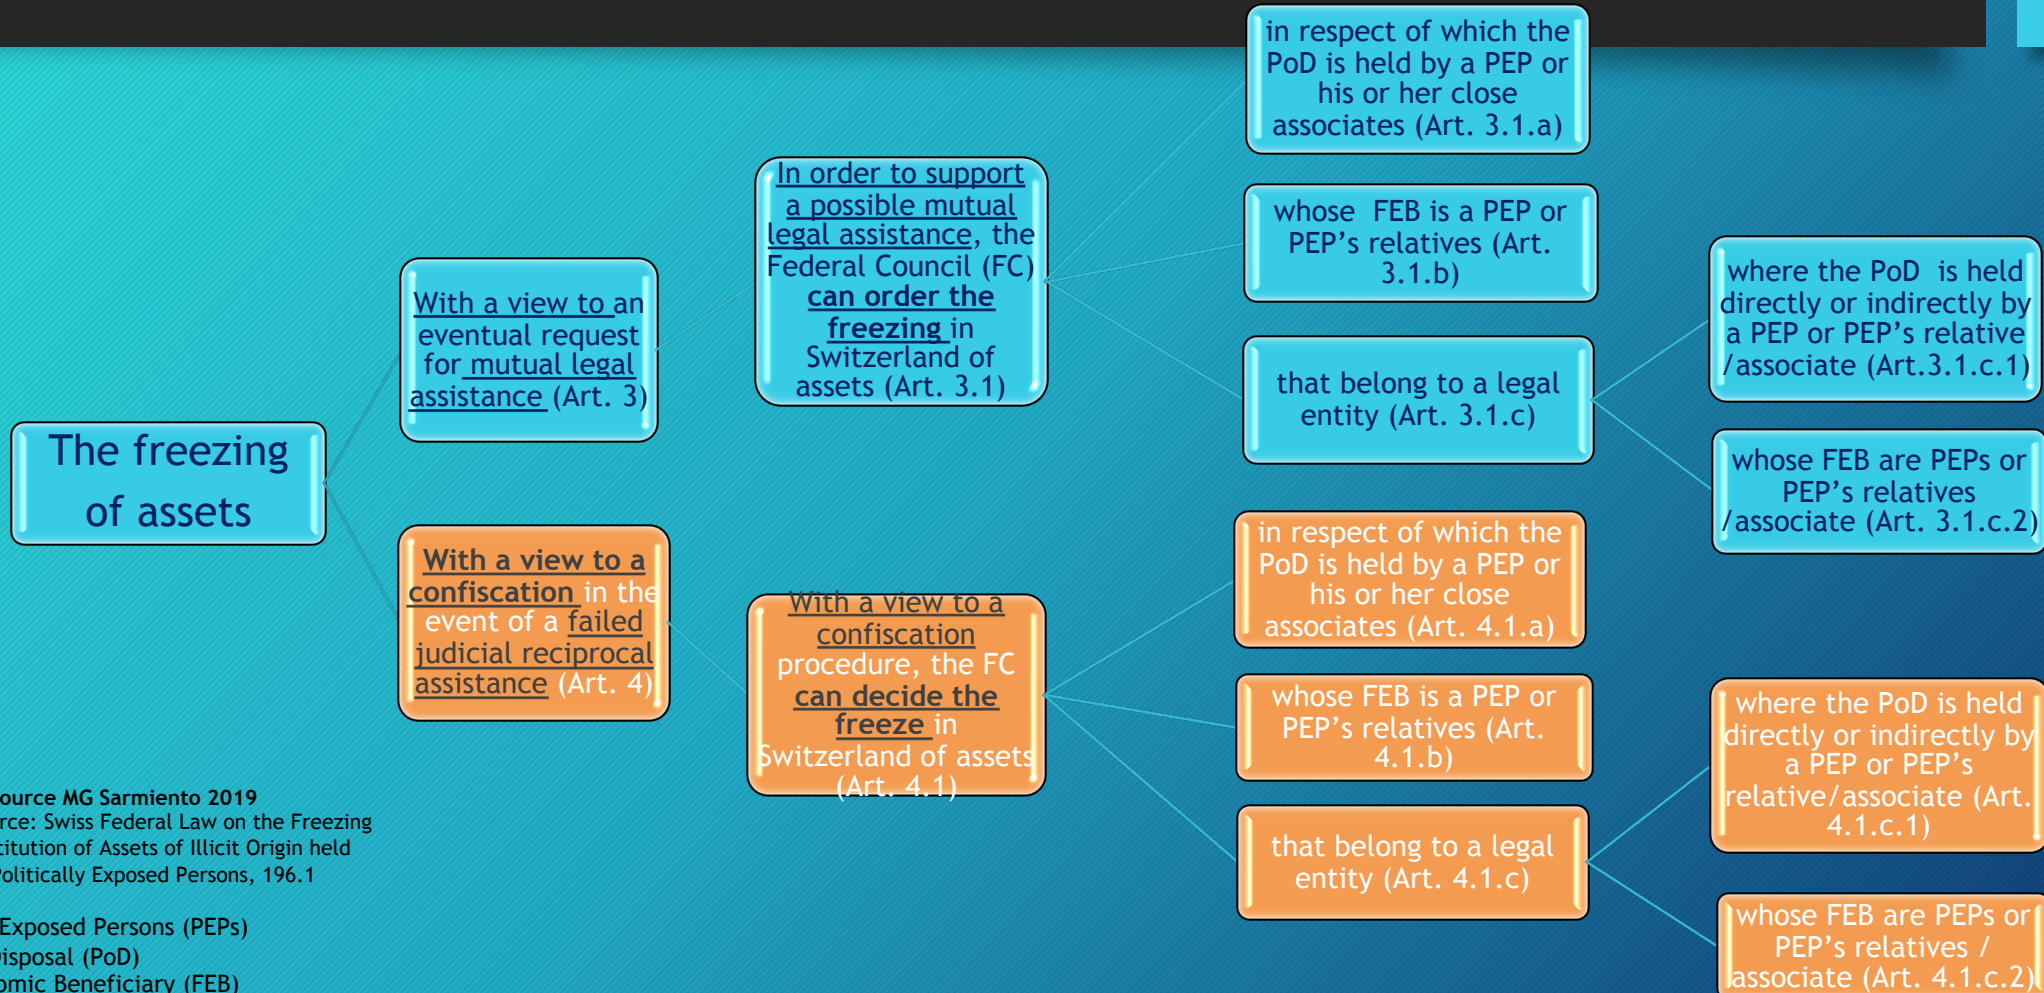 The freezing
of assets
With a view to an
eventual request
for mutual legal
assistance (Art. 3)
In order to support
a possible mutual
legal assistance, the
Federal Council (FC)
can order the
freezing in
Switzerland of
assets (Art. 3.1)
in respect of which the
PoD is held by a PEP or
his or her close
associates (Art. 3.1.a)
whose FEB is a PEP or
PEP’s relatives (Art.
3.1.b)
that belong to a legal
entity (Art. 3.1.c)
where the PoD is held
directly or indirectly by
a PEP or PEP’s relative
/associate (Art.3.1.c.1)
whose FEB are PEPs or
PEP’s relatives
/associate (Art. 3.1.c.2)
With a view to a
confiscation in the
event of a failed
judicial reciprocal
assistance (Art. 4)
With a view to a
confiscation
procedure, the FC
can decide the
freeze in
Switzerland of assets
(Art. 4.1)
in respect of which the
PoD is held by a PEP or
his or her close
associates (Art. 4.1.a)
whose FEB is a PEP or
PEP’s relatives (Art.
4.1.b)
that belong to a legal
entity (Art. 4.1.c)
where the PoD is held
directly or indirectly by
a PEP or PEP’s
relative/associate (Art.
4.1.c.1)
whose FEB are PEPs or
PEP’s relatives /
associate (Art. 4.1.c.2)
ource MG Sarmiento 2019
rce: Swiss Federal Law on the Freezing
titution of Assets of Illicit Origin held
Politically Exposed Persons, 196.1
Exposed Persons (PEPs)
isposal (PoD)
omic Beneficiary (FEB)